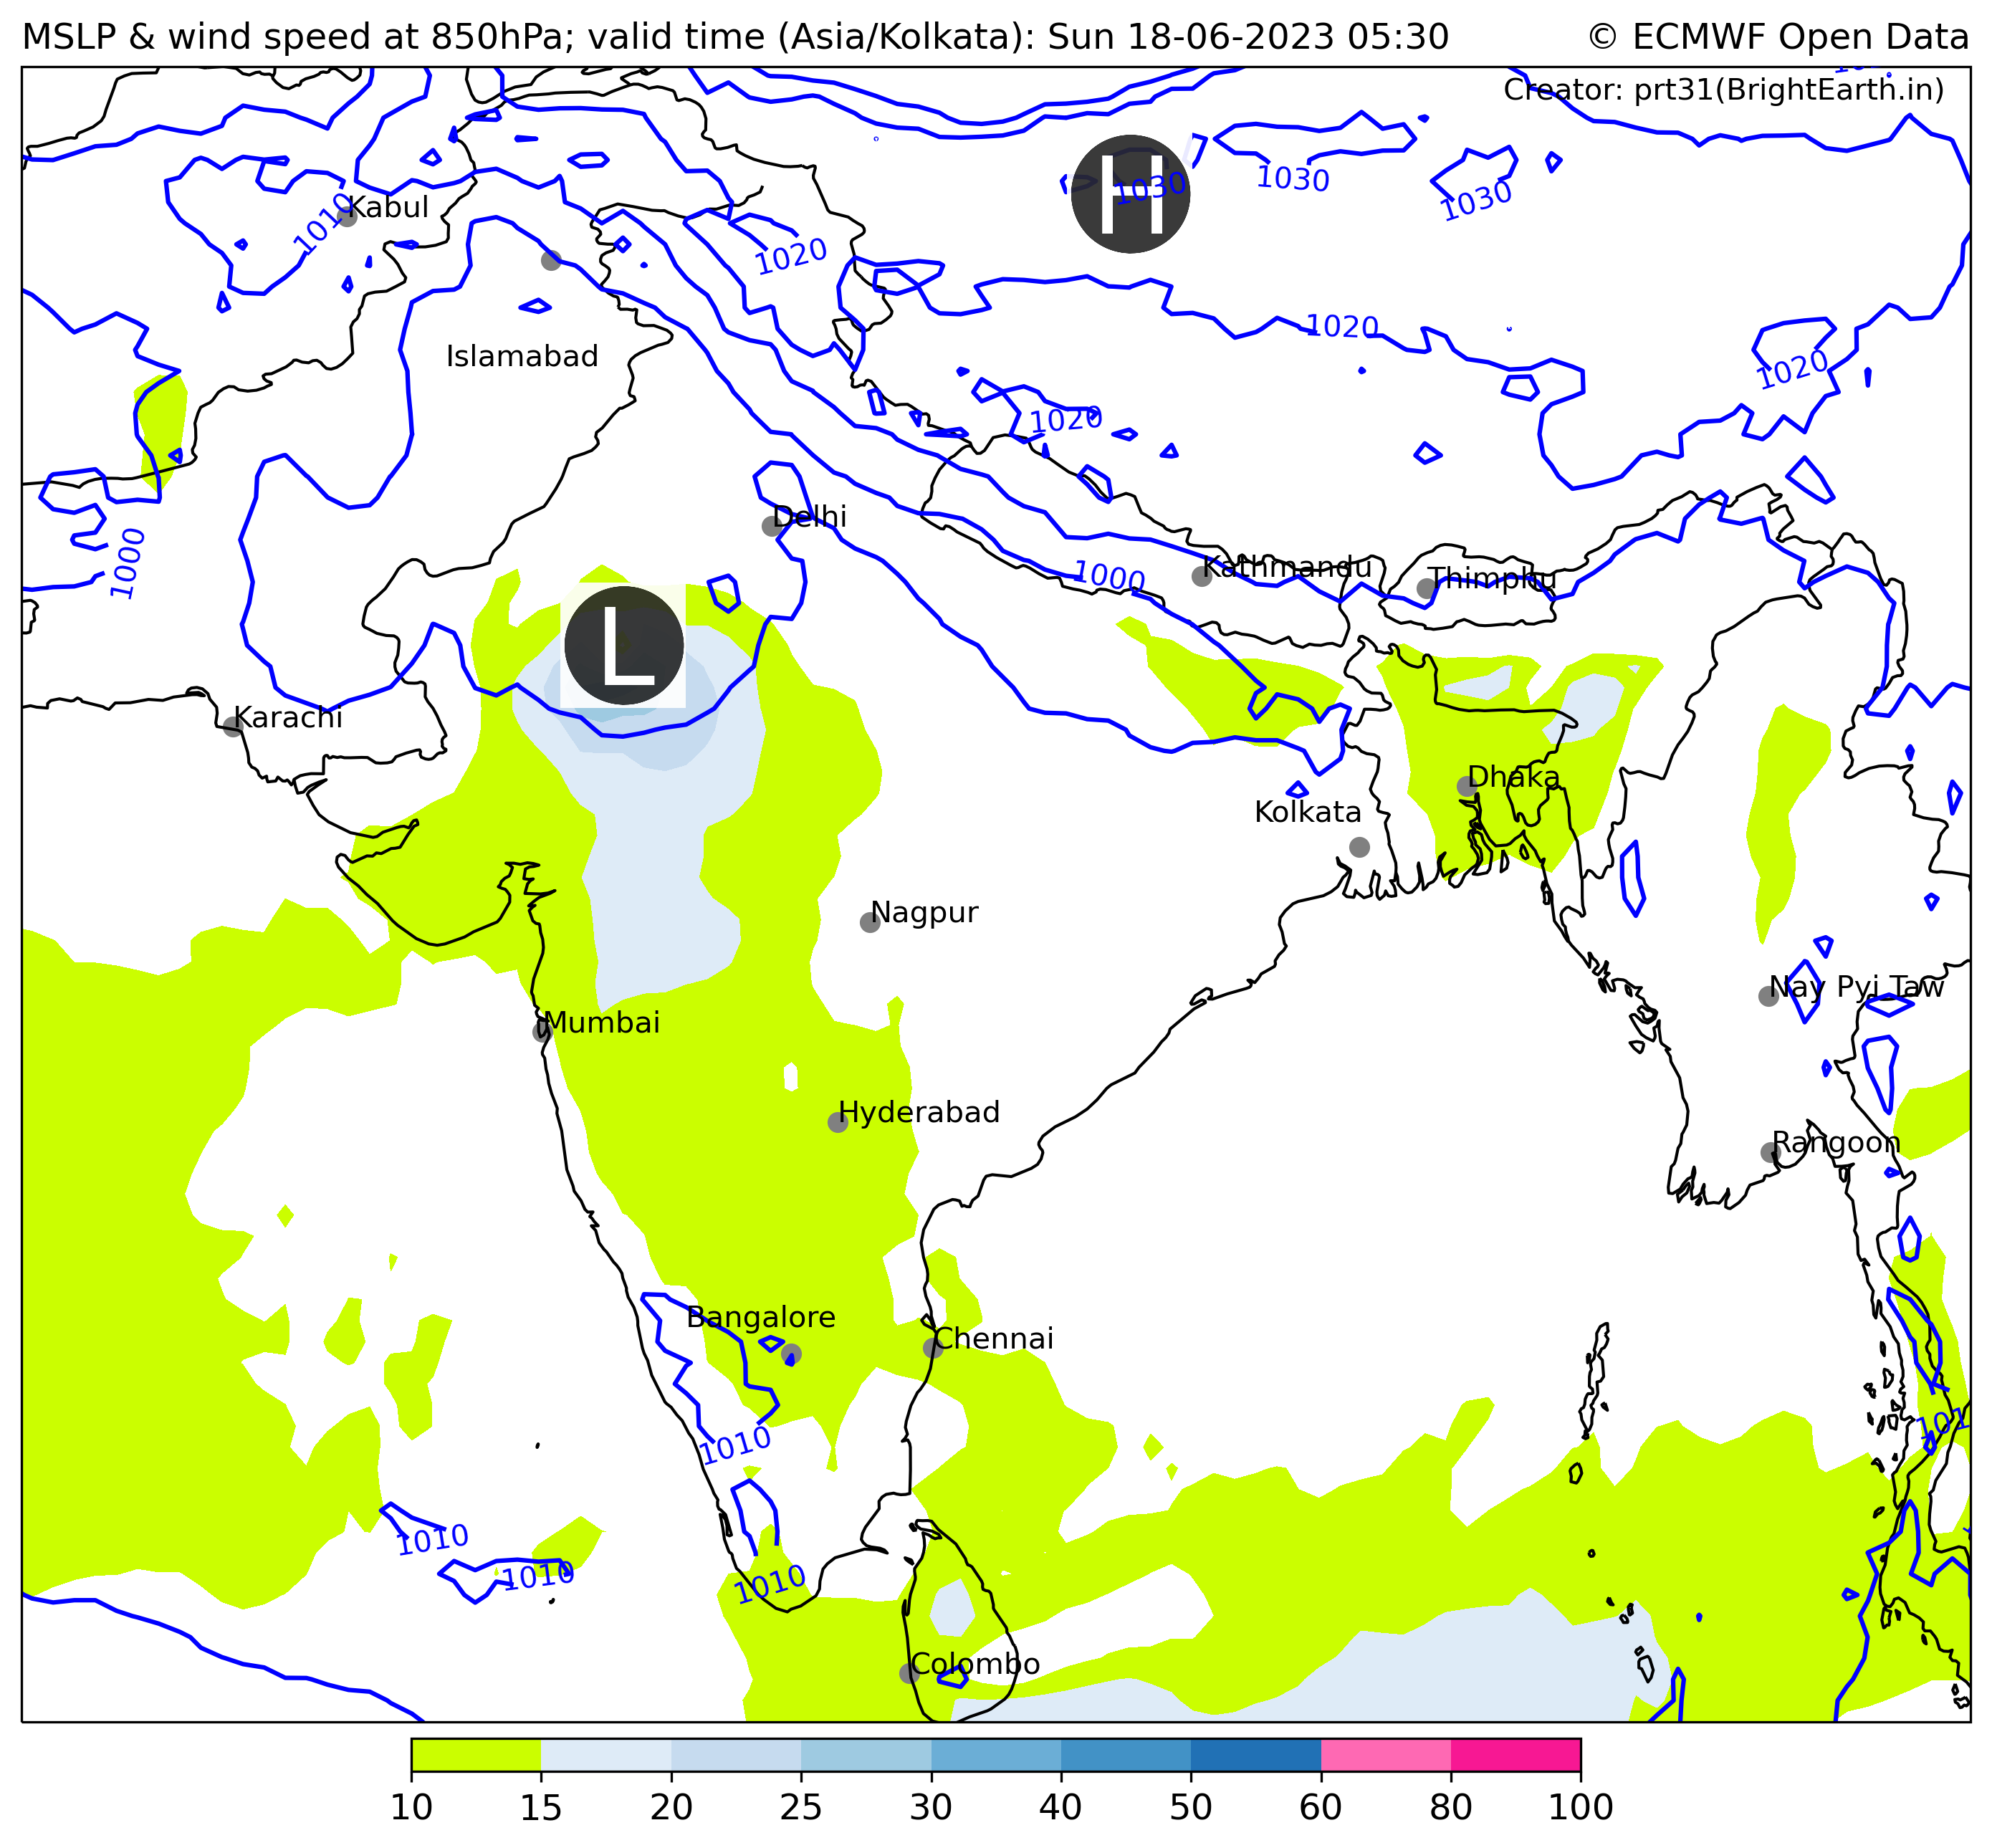 MSLP & wind speed at 850hPa; valid time (Asia/Kolkata): Sun 18-06-2023 05:30
© ECMWF Open Data
Creator: prt31(BrightEarth.in)
H
1030
1030
1030
Kabul
1010
1020
1020
1020
Islamabad
1020
Delhi
1000
1000
Kathmandu
Thimphu
L
Karachi
Dhaka
Kolkata
Nagpur
Nay Pyi Taw
Mumbai
Hyderabad
Rangoon
Bangalore
Chennai
101
1010
1010
1010
1010
Colombo
10 15 20 25 30 40 50 60 80 100